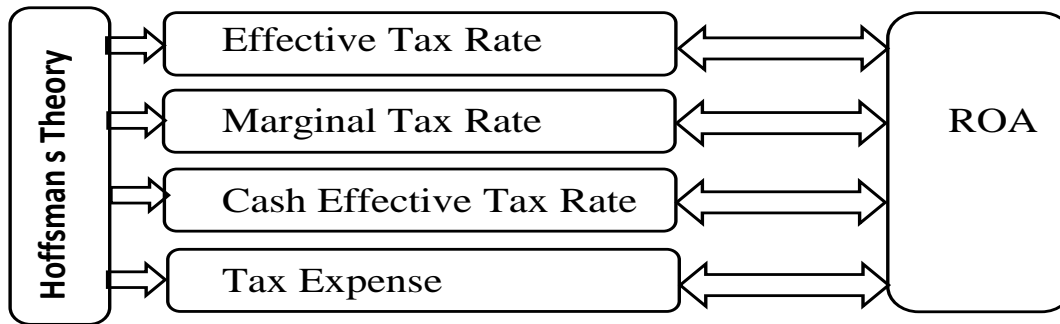 Hoffsman s Theory
Effective Tax Rate
Marginal Tax Rate
Cash Effective Tax Rate
Tax Expense
ROA